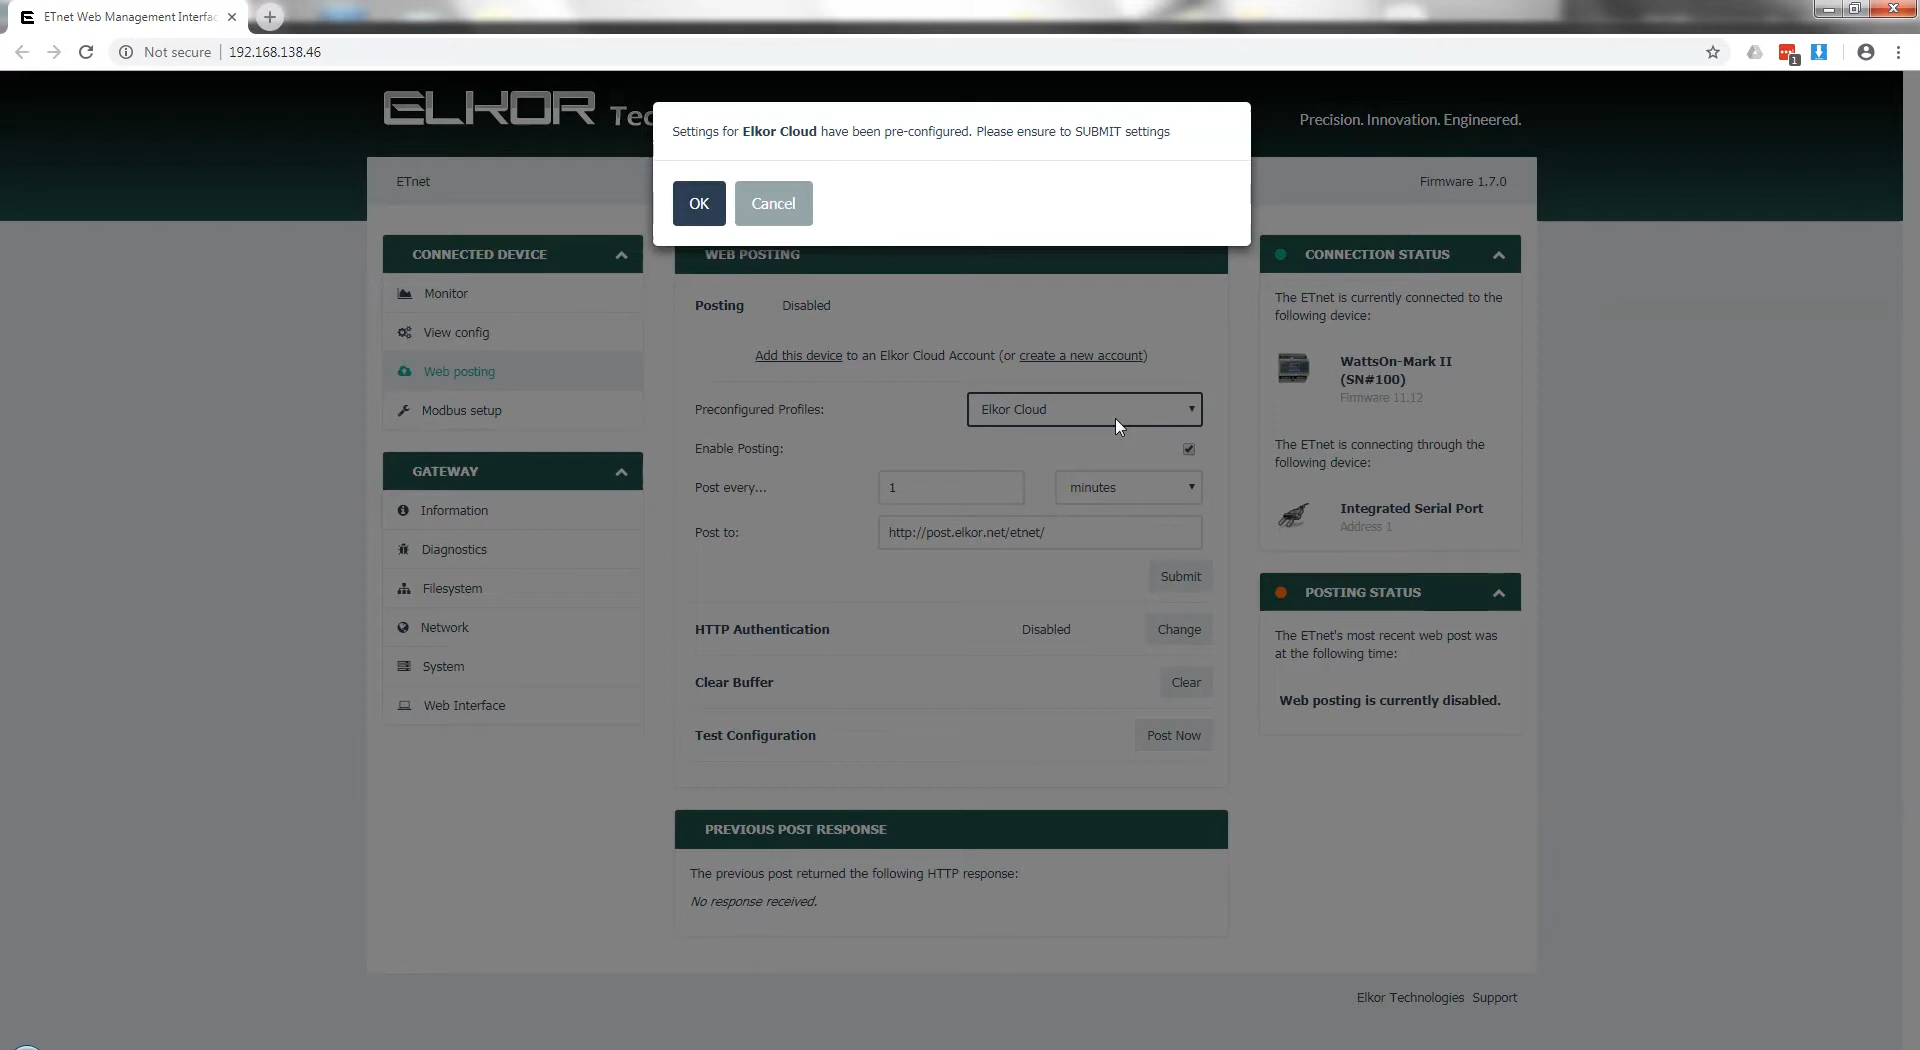 ETnet Web Management Interfac
Not secure
192.168.138.46
1
ELKOR Tec
Precision. Innovation. Engineered.
Settings for Elkor Cloud have been pre-configured. Please ensure to SUBMIT settings
OK
Cancel
ETnet
Firmware 1.7.0
CONNECTED DEVICE
Monitor
View config
Web posting
Modbus setup
GATEWAY
Information
Diagnostics
Filesystem
Network
System
Web Interface
WEB POSTING
Posting Disabled
Add this device to an Elkor Cloud Account (or create a new account)
Preconfigured Profiles: Elkor Cloud
Enable Posting:
Post every... 1 minutes
Post to: http://post.elkor.net/etnet/
Submit
HTTP Authentication Disabled Change
Clear Buffer Clear
Test Configuration Post Now
PREVIOUS POST RESPONSE
The previous post returned the following HTTP response:
No response received.
CONNECTION STATUS
The ETnet is currently connected to the
following device:
WattsOn-Mark II
(SN#100)
Firmware 11.12
The ETnet is connecting through the
following device:
Integrated Serial Port
Address 1
POSTING STATUS
The ETnet's most recent web post was
at the following time:
Web posting is currently disabled.
Elkor Technologies Support